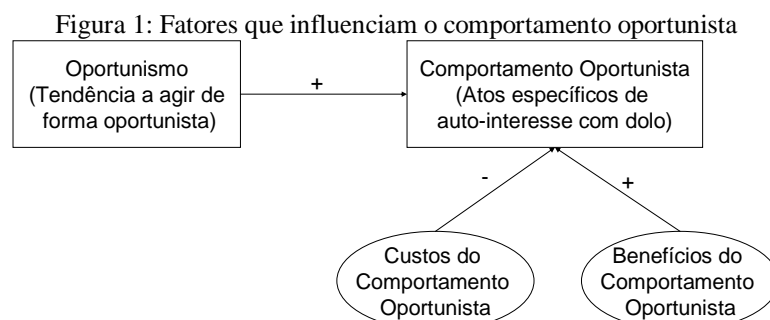 Figura 1: Fatores que influenciam o comportamento oportunista
Oportunismo
(Tendência a agir de
forma oportunista)
+
Comportamento Oportunista
(Atos específicos de
auto-interesse com dolo)
-
+
Custos do
Comportamento
Oportunista
Benefícios do
Comportamento
Oportunista